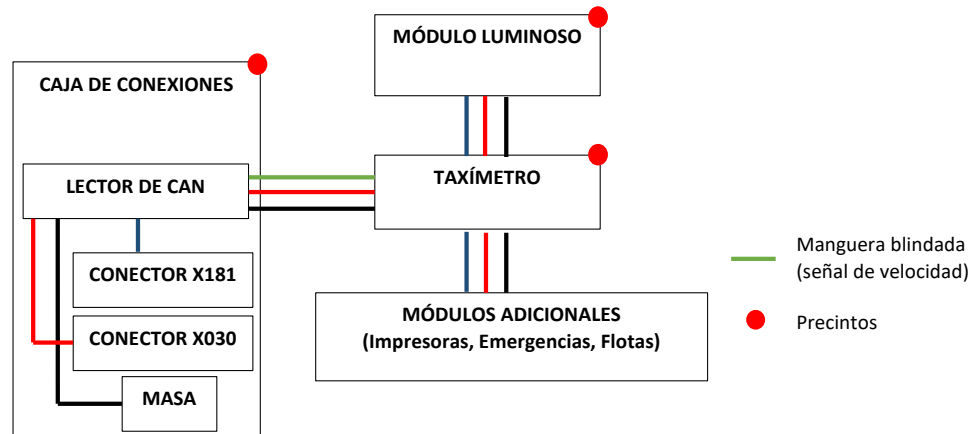 MÓDULO LUMINOSO
CAJA DE CONEXIONES
LECTOR DE CAN
TAXÍMETRO
CONECTOR X181
CONECTOR X030
MASA
MÓDULOS ADICIONALES
(Impresoras, Emergencias, Flotas)
Manguera blindada
(señal de velocidad)
Precintos